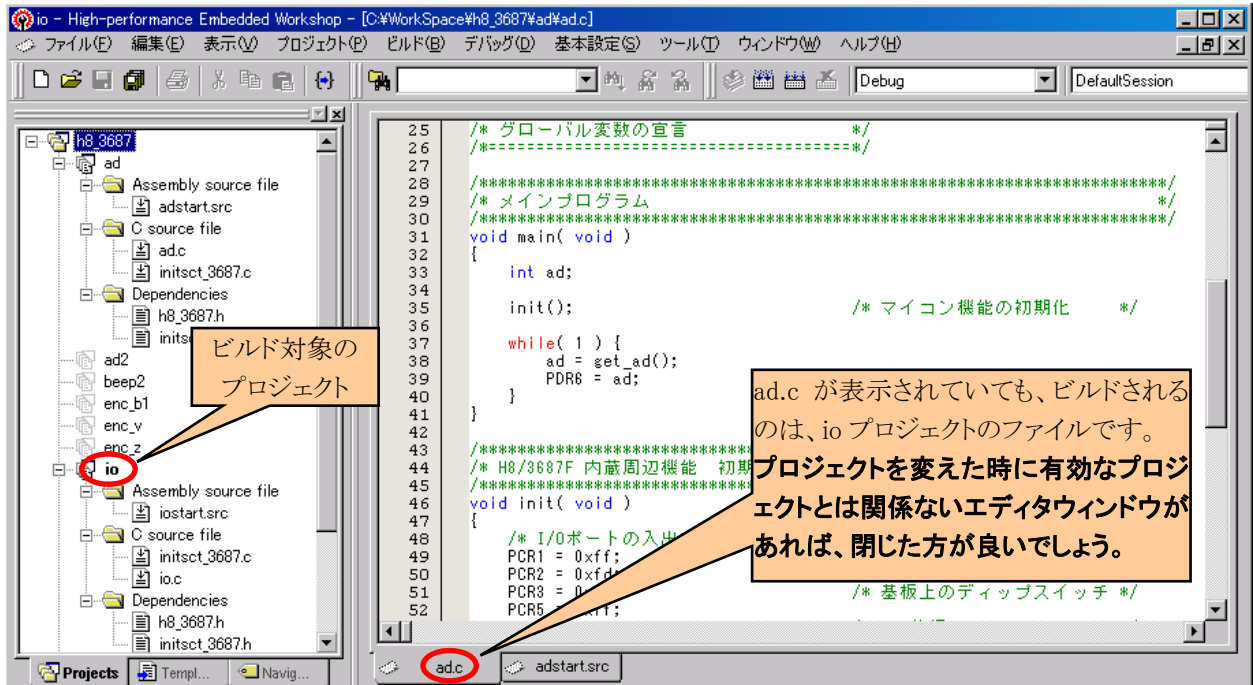 io - High-performance Embedded Workshop - [C:¥WorkSpace¥h8_3687¥ad¥ad.c]
ファイル(F) 編集(E) 表示(V) プロジェクト(P) ビルド(B) デバッグ(D) 基本設定(S) ツール(T) ウィンドウ(W) ヘルプ(H)
Debug
DefaultSession
h8_3687
ad
Assembly source file
adstart.src
C source file
ad.c
initsct_3687.c
Dependencies
h8_3687.h
ad2
beep2
enc_b1
enc_v
enc_z
io
Assembly source file
iostart.src
C source file
initsct_3687.c
io.c
Dependencies
h8_3687.h
initsct_3687.h
Projects Templ... Navig...
ビルド対象の
プロジェクト
25 /* グローバル変数の宣言 */
26 /*======================================*/
27
28 /************************************************************************/
29 /* メインプログラム */
30 /************************************************************************/
31 void main( void )
32 {
33 int ad;
34
35 init(); /* マイコン機能の初期化 */
36
37 while( 1 ) {
38 ad = get_ad();
39 PDR6 = ad;
40 }
41 }
42
43 /****************************
44 /* H8/3687F 内蔵周辺機能 初期
45 /****************************
46 void init( void )
47 {
48 /* I/Oポートの入出
49 PCR1 = 0xff;
50 PCR2 = 0xfd;
51 PCR3 = /* 基板上のディップスイッチ */
52 PCR5 =
ad.c adstart.src
ad.c が表示されていても、ビルドされる
のは、io プロジェクトのファイルです。
プロジェクトを変えた時に有効なプロジ
ェクトとは関係ないエディタウィンドウが
あれば、閉じた方が良いでしょう。